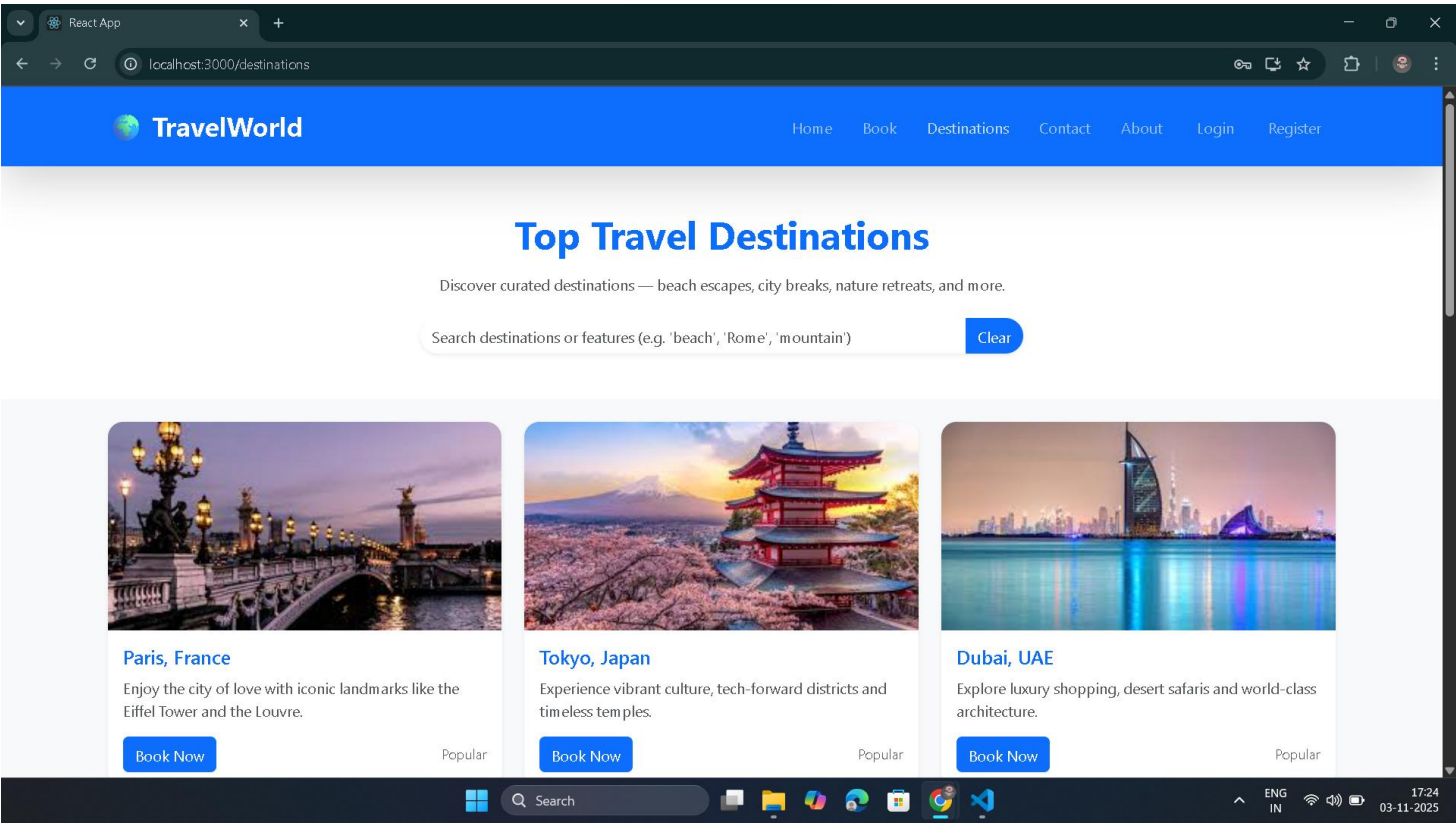 React App
localhost:3000/destinations
TravelWorld
Home Book Destinations Contact About Login Register
Top Travel Destinations
Discover curated destinations — beach escapes, city breaks, nature retreats, and more.
Search destinations or features (e.g. 'beach', 'Rome', 'mountain') Clear
Paris, France
Enjoy the city of love with iconic landmarks like the
Eiffel Tower and the Louvre.
Book Now Popular
Tokyo, Japan
Experience vibrant culture, tech-forward districts and
timeless temples.
Book Now Popular
Dubai, UAE
Explore luxury shopping, desert safaris and world-class
architecture.
Book Now Popular
Search
ENG
IN
17:24
03-11-2025